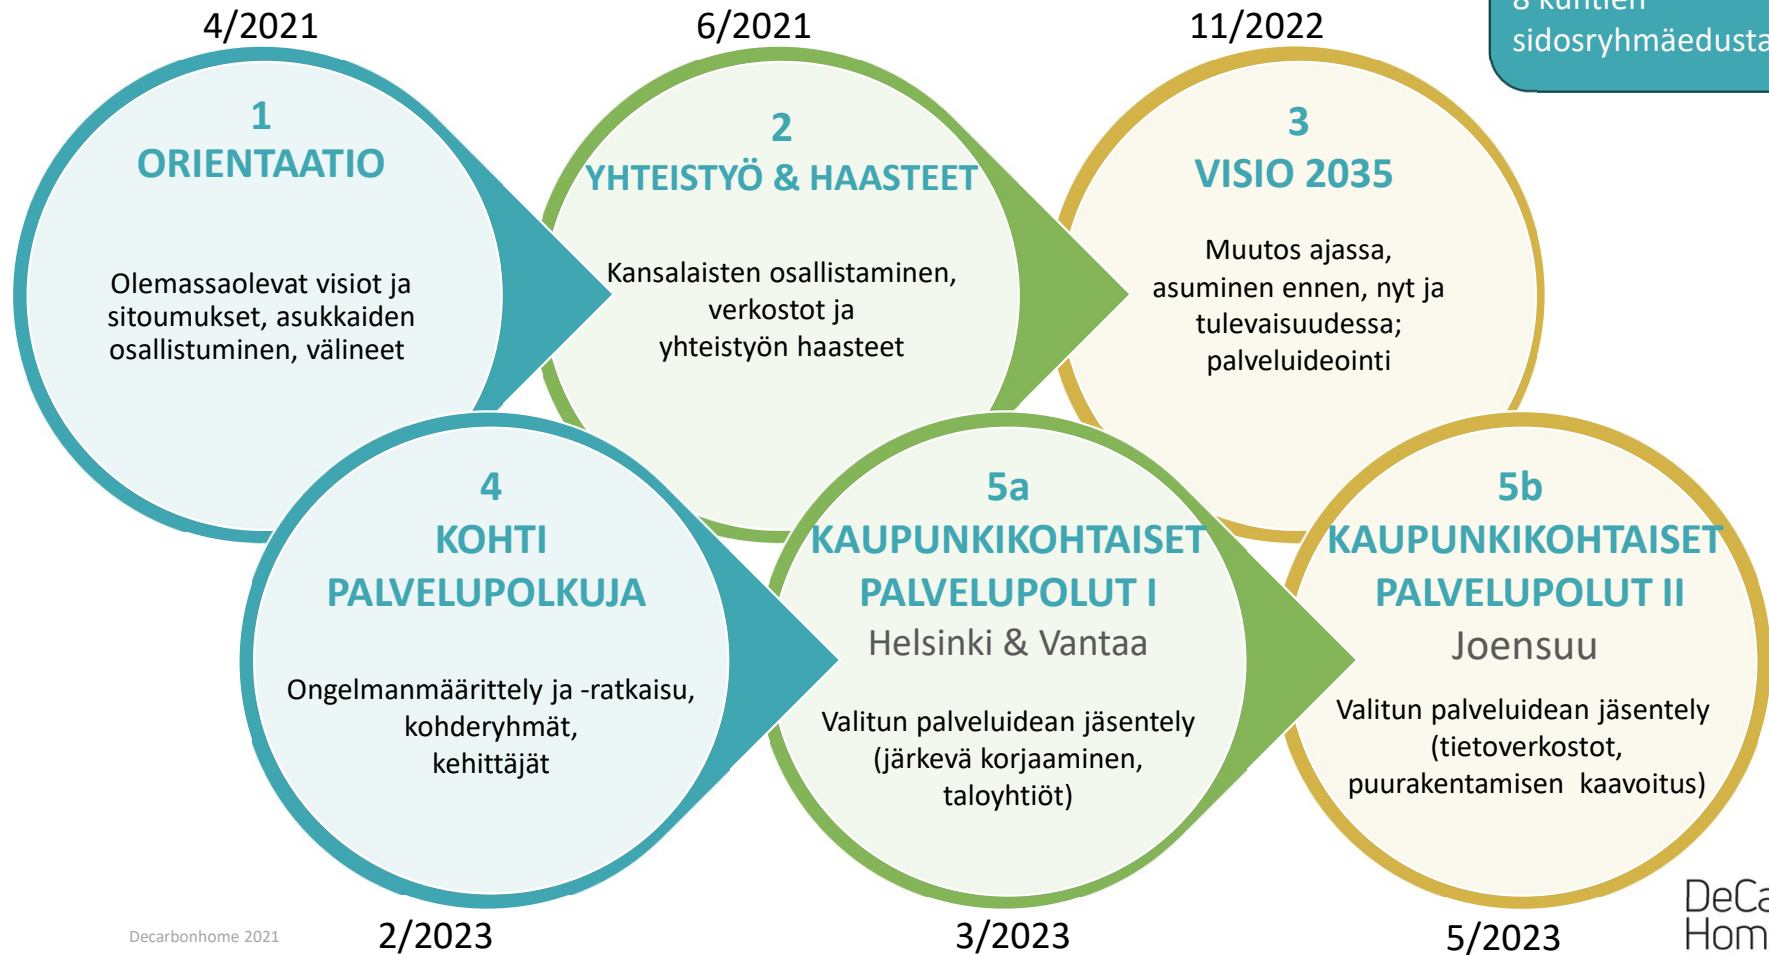 4/2021
6/2021
11/2022
8 kuntien
1
ORIENTAATIO
Olemassaolevat visiot ja
sitoumukset, asukkaiden
osallistuminen, välineet
2
YHTEISTYÖ & HAASTEET
Kansalaisten osallistaminen,
verkostot ja
yhteistyön haasteet
3
VISIO 2035
Muutos ajassa,
asuminen ennen, nyt ja
tulevaisuudessa;
palveluideointi
4
KOHTI
PALVELUPOLKUJA
Ongelmanmäärittely ja -ratkaisu,
kohderyhmät,
kehittäjät
2/2023
5a
KAUPUNKIKOHTAISET
PALVELUPOLUT I
Helsinki & Vantaa
Valitun palveluidean jäsentely
(järkevä korjaaminen,
taloyhtiöt)
3/2023
5b
KAUPUNKIKOHTAISET
PALVELUPOLUT II
Joensuu
Valitun palveluidean jäsentely
(tietoverkostot,
puurakentamisen kaavoitus)
5/2023
Decarbonhome 2021